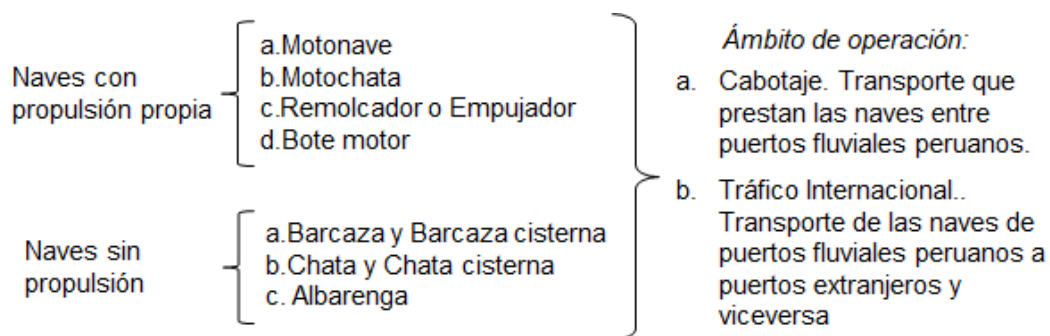 Naves con
propulsión propia
a.Motonave
b.Motochata
c.Remolcador o Empujador
d.Bote motor
Naves sin
propulsión
a.Barcaza y Barcaza cisterna
b.Chata y Chata cisterna
c. Albarenga
Ámbito de operación:
a. Cabotaje. Transporte que
prestan las naves entre
puertos fluviales peruanos.
b. Tráfico Internacional..
Transporte de las naves de
puertos fluviales peruanos a
puertos extranjeros y
viceversa